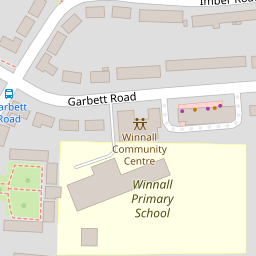 Imber Road
Garbett Road
Garbett
Road
Winnall
Community
Centre
Winnall
Primary
School